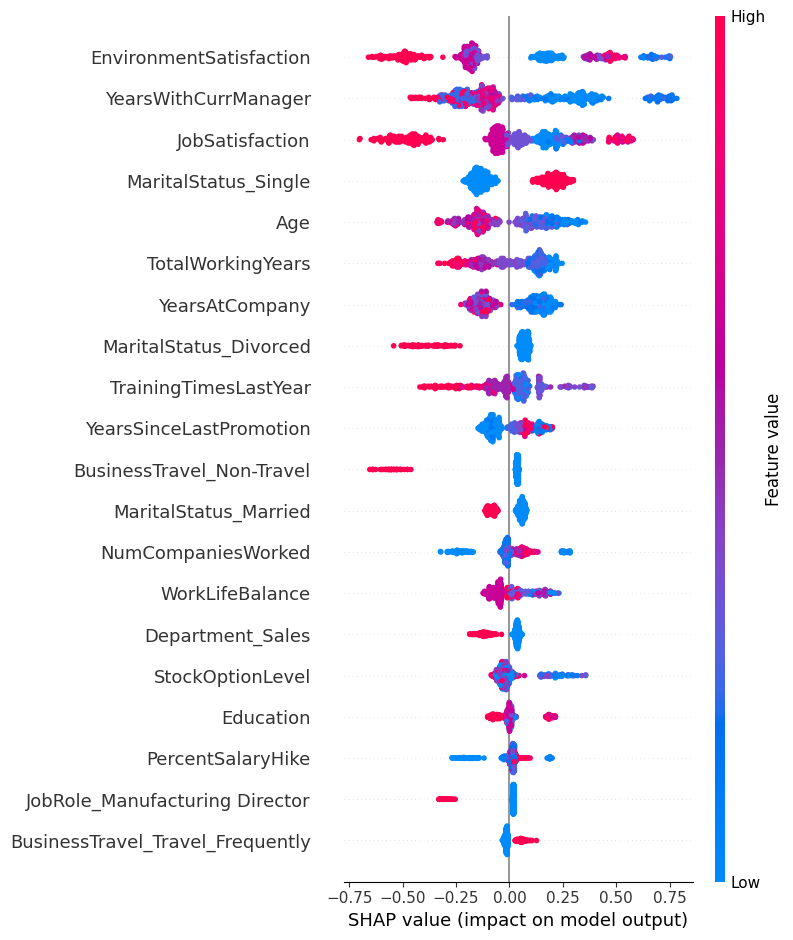 High
EnvironmentSatisfaction
YearsWithCurrManager
JobSatisfaction
MaritalStatus_Single
Age
TotalWorkingYears
YearsAtCompany
MaritalStatus_Divorced
TrainingTimesLastYear
YearsSinceLastPromotion
BusinessTravel_Non-Travel
MaritalStatus_Married
NumCompaniesWorked
WorkLifeBalance
Department_Sales
StockOptionLevel
Education
PercentSalaryHike
JobRole_Manufacturing Director
BusinessTravel_Travel_Frequently
Feature value
Low
−0.75 −0.50 −0.25 0.00 0.25 0.50 0.75
SHAP value (impact on model output)